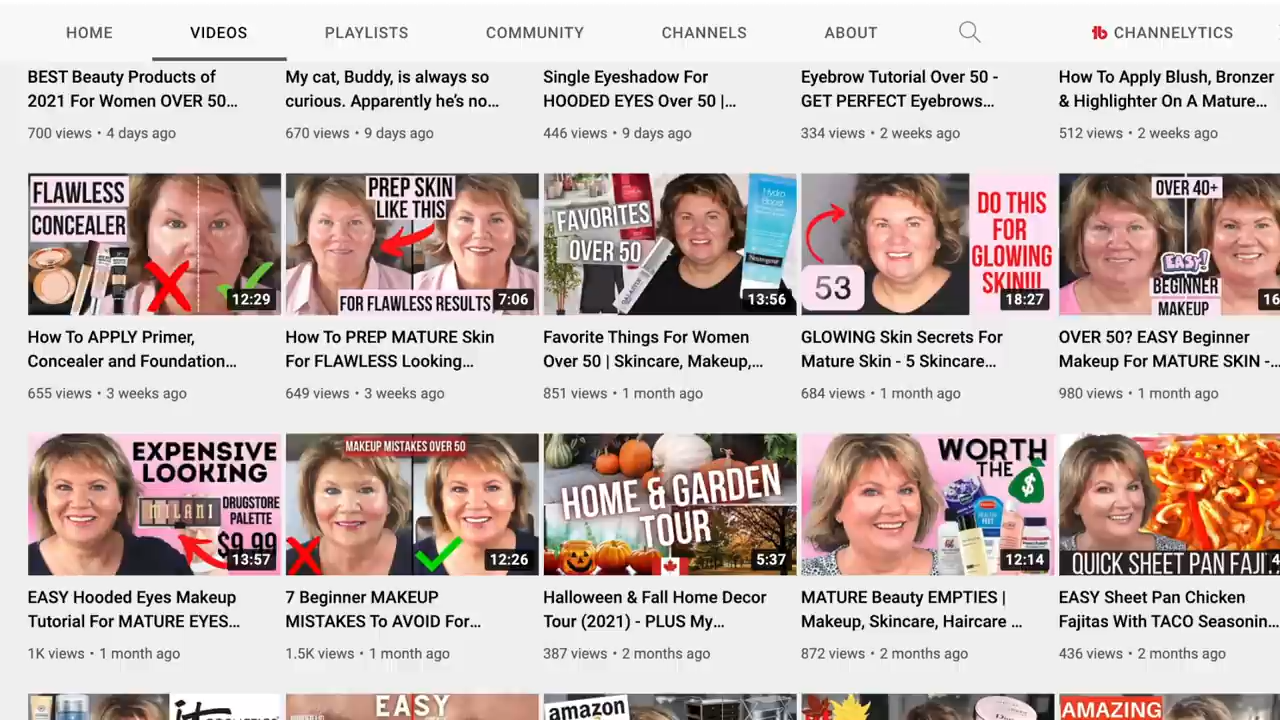 HOME VIDEOS PLAYLISTS COMMUNITY CHANNELS ABOUT CHANNELYTICS
BEST Beauty Products of
2021 For Women OVER 50...
700 views • 4 days ago
My cat, Buddy, is always so
curious. Apparently he's no...
670 views • 9 days ago
Single Eyeshadow For
HOODED EYES Over 50 |...
446 views • 9 days ago
Eyebrow Tutorial Over 50 -
GET PERFECT Eyebrows...
334 views • 2 weeks ago
How To Apply Blush, Bronzer
& Highlighter On A Mature...
512 views • 2 weeks ago
FLAWLESS
CONCEALER
12:29
How To APPLY Primer,
Concealer and Foundation...
655 views • 3 weeks ago
PREP SKIN
LIKE THIS
FOR FLAWLESS RESULTS
7:06
How To PREP MATURE Skin
For FLAWLESS Looking...
649 views • 3 weeks ago
FAVORITES
OVER 50
Hydro
Boost
Neutrogena
13:56
Favorite Things For Women
Over 50 | Skincare, Makeup,...
851 views • 1 month ago
53
DO THIS
FOR
GLOWING
SKIN!!!
18:27
GLOWING Skin Secrets For
Mature Skin - 5 Skincare...
684 views • 1 month ago
OVER 40+
EASY!
BEGINNER
MAKEUP
16
OVER 50? EASY Beginner
Makeup For MATURE SKIN -...
980 views • 1 month ago
EXPENSIVE
LOOKING
MILANI
DRUGSTORE
PALETTE
$9.99
13:57
EASY Hooded Eyes Makeup
Tutorial For MATURE EYES...
1K views • 1 month ago
MAKEUP MISTAKES OVER 50
12:26
7 Beginner MAKEUP
MISTAKES To AVOID For...
1.5K views • 1 month ago
HOME & GARDEN
TOUR
5:37
Halloween & Fall Home Decor
Tour (2021) - PLUS My...
387 views • 2 months ago
WORTH
THE
$
12:14
MATURE Beauty EMPTIES |
Makeup, Skincare, Haircare ...
872 views • 2 months ago
QUICK SHEET PAN FAJI
4
EASY Sheet Pan Chicken
Fajitas With TACO Seasonin...
436 views • 2 months ago
it
COSMETICS
EASY
amazon
AMAZING